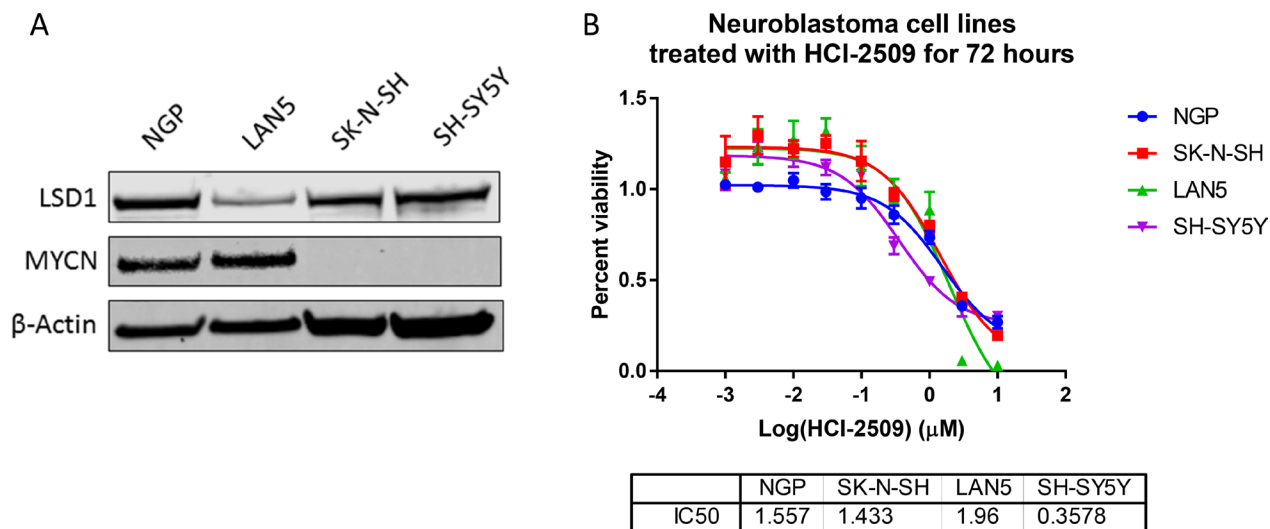 A
NGP
LAN5
SK-N-SH
SH-SY5Y
LSD1
MYCN
β-Actin
B
Neuroblastoma cell lines
treated with HCI-2509 for 72 hours
Percent viability
1.5
1.0
0.5
0.0
-4 -3 -2 -1 0 1 2
Log(HCI-2509) (μM)
NGP
SK-N-SH
LAN5
SH-SY5Y
NGP SK-N-SH LAN5 SH-SY5Y
IC50 1.557 1.433 1.96 0.3578